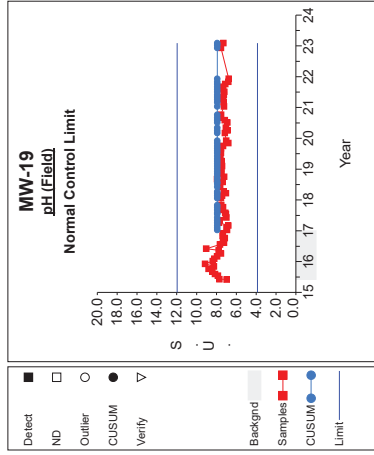 MW-19
pH (Field)
Normal Control Limit
20.0
18.0
16.0
14.0
12.0
10.0
8.0
6.0
4.0
2.0
0.0
S . U .
15 16 17 18 19 20 21 22 23 24
Year
Detect
ND
Outlier
CUSUM
Verify
Backgnd
Samples
CUSUM
Limit